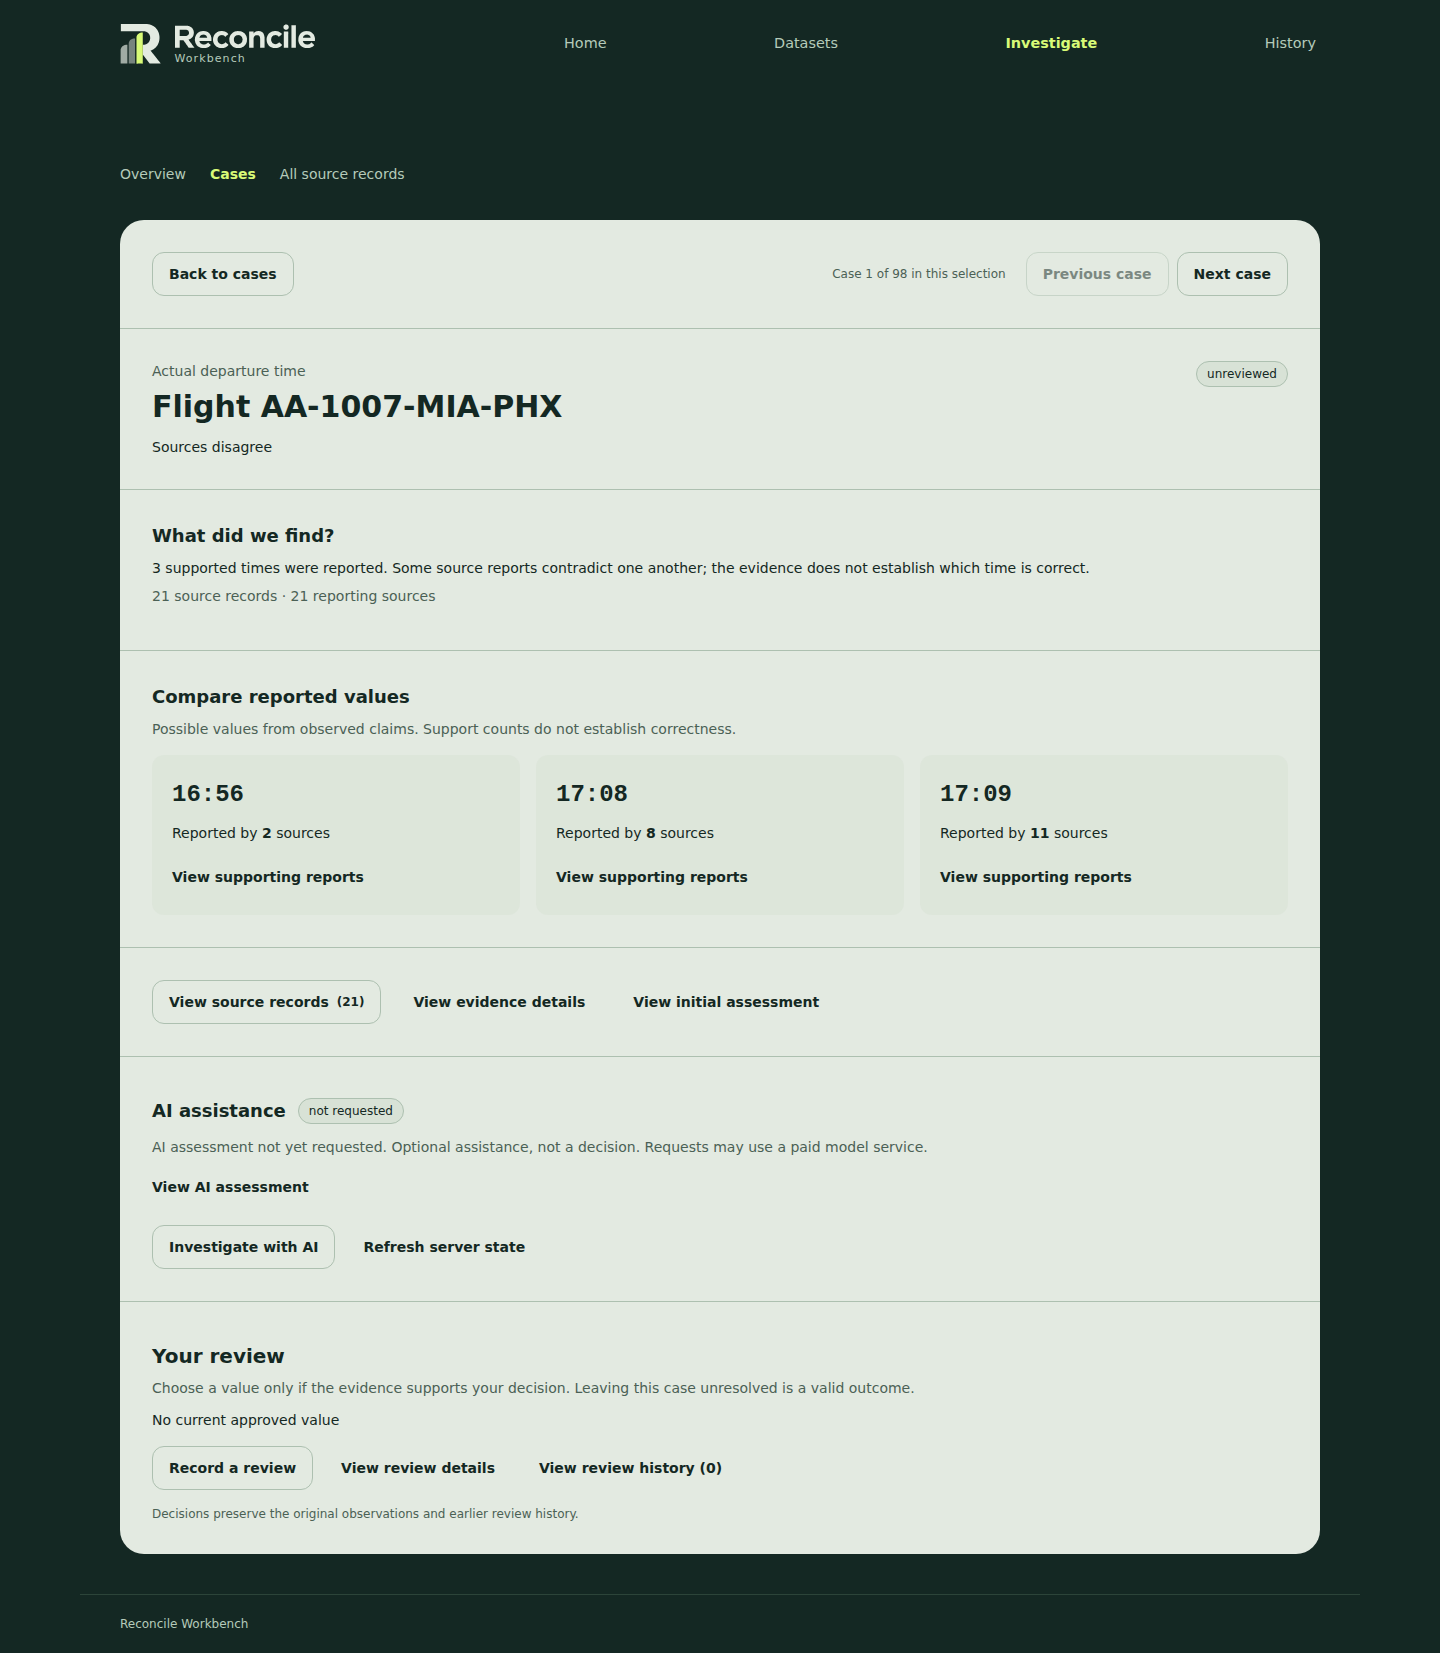 Reconcile
Workbench
Home
Datasets
Investigate
History
Overview
Cases
All source records
Back to cases
Case 1 of 98 in this selection
Previous case
Next case
Actual departure time
unreviewed
Flight AA-1007-MIA-PHX
Sources disagree
What did we find?
3 supported times were reported. Some source reports contradict one another; the evidence does not establish which time is correct.
21 source records · 21 reporting sources
Compare reported values
Possible values from observed claims. Support counts do not establish correctness.
16:56
Reported by 2 sources
View supporting reports
17:08
Reported by 8 sources
View supporting reports
17:09
Reported by 11 sources
View supporting reports
View source records (21)
View evidence details
View initial assessment
AI assistance
not requested
AI assessment not yet requested. Optional assistance, not a decision. Requests may use a paid model service.
View AI assessment
Investigate with AI
Refresh server state
Your review
Choose a value only if the evidence supports your decision. Leaving this case unresolved is a valid outcome.
No current approved value
Record a review
View review details
View review history (0)
Decisions preserve the original observations and earlier review history.
Reconcile Workbench